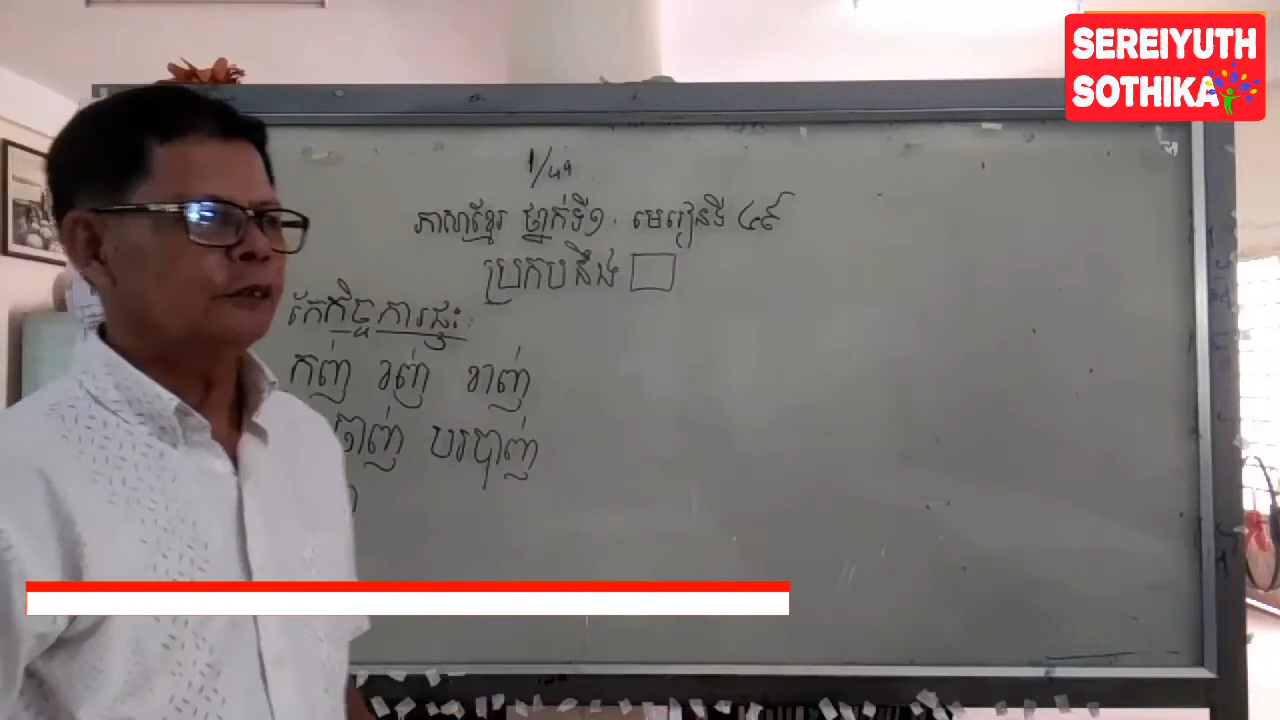 SEREIYUTH
SOTHIKA
1/49
ភាសាខ្មែរ ថ្នាក់ទី១. មេរៀនទី ៤៩
ប្រកបនឹង
កែកិច្ចការផ្ទះ:
កញ់ ខញ់ ខាញ់
ចាញ់ បរបាញ់